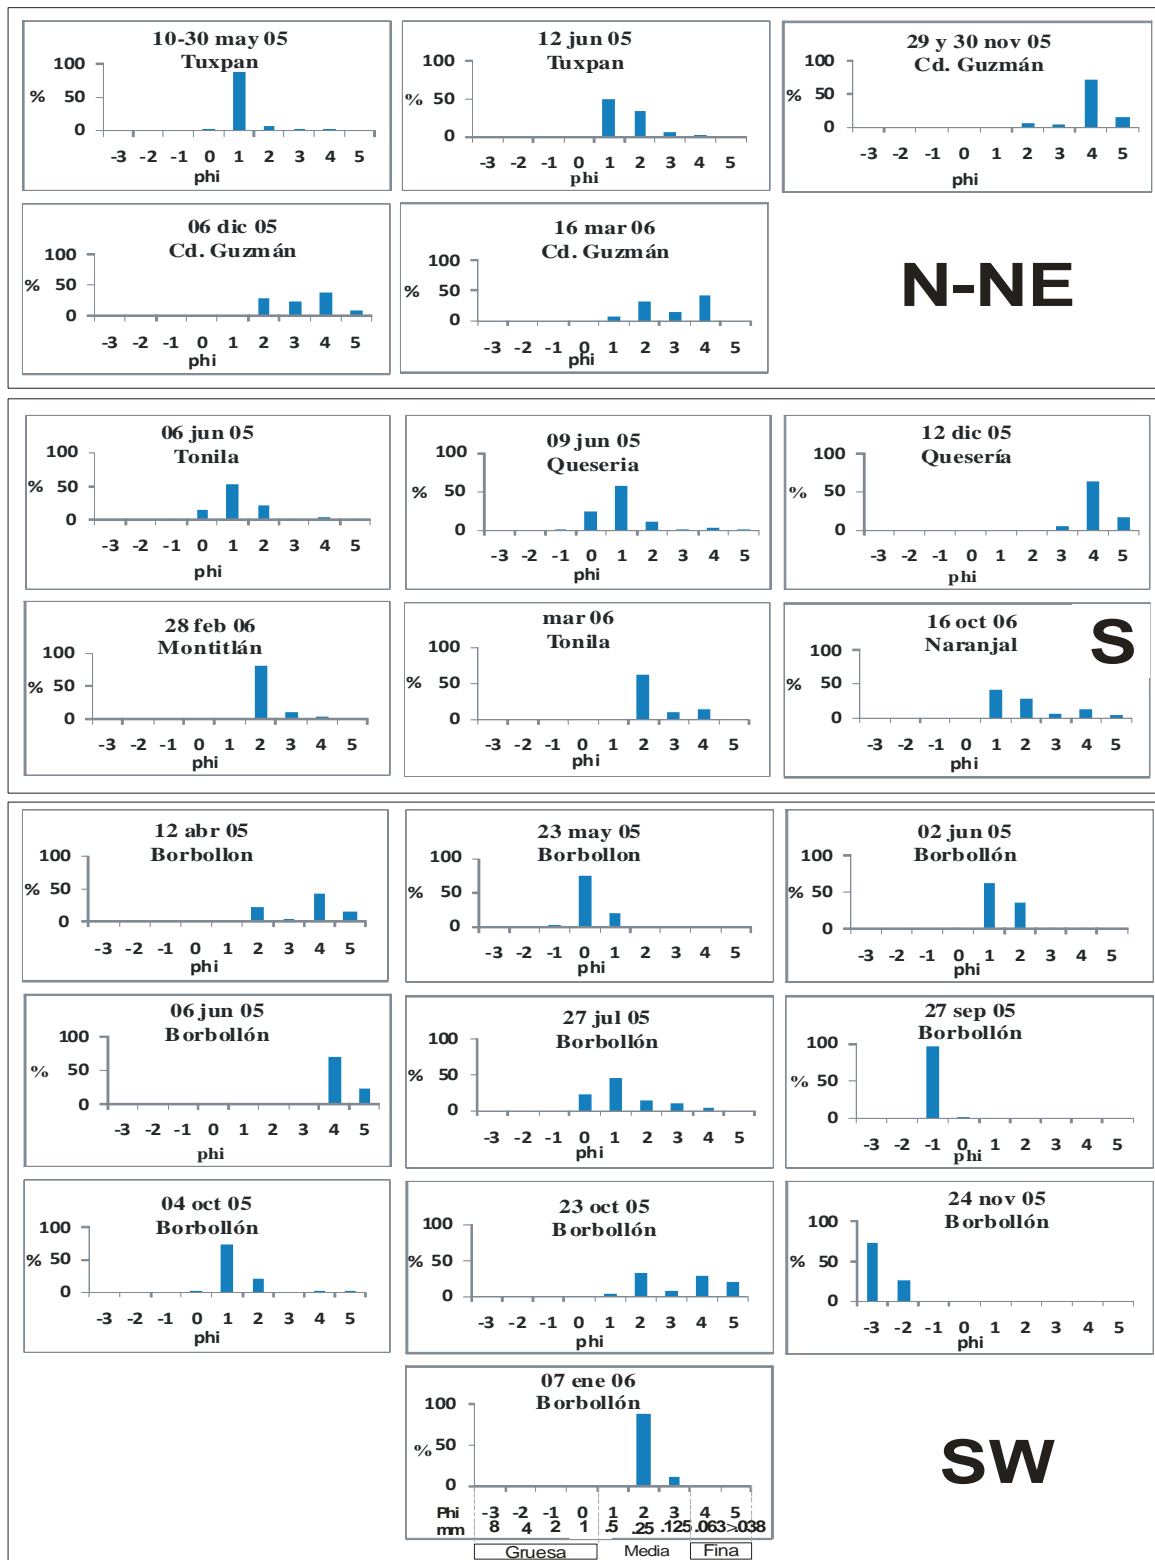 10-30 may 05
Tuxpan
100
% 50
0
-3 -2 -1 0 1 2 3 4 5
phi
12 jun 05
Tuxpan
100
% 50
0
-3 -2 -1 0 1 2 3 4 5
phi
29 y 30 nov 05
Cd. Guzmán
100
% 50
0
-3 -2 -1 0 1 2 3 4 5
phi
06 dic 05
Cd. Guzmán
100
% 50
0
-3 -2 -1 0 1 2 3 4 5
phi
16 mar 06
Cd. Guzmán
100
% 50
0
-3 -2 -1 0 1 2 3 4 5
phi
N-NE
06 jun 05
Tonila
100
% 50
0
-3 -2 -1 0 1 2 3 4 5
phi
09 jun 05
Queseria
100
% 50
0
-3 -2 -1 0 1 2 3 4 5
phi
12 dic 05
Quesería
100
% 50
0
-3 -2 -1 0 1 2 3 4 5
phi
28 feb 06
Montitlán
100
% 50
0
-3 -2 -1 0 1 2 3 4 5
phi
mar 06
Tonila
100
% 50
0
-3 -2 -1 0 1 2 3 4 5
phi
16 oct 06
Naranjal
100
% 50
0
-3 -2 -1 0 1 2 3 4 5
phi
S
12 abr 05
Borbollon
100
% 50
0
-3 -2 -1 0 1 2 3 4 5
phi
23 may 05
Borbollon
100
% 50
0
-3 -2 -1 0 1 2 3 4 5
phi
02 jun 05
Borbollón
100
% 50
0
-3 -2 -1 0 1 2 3 4 5
phi
06 jun 05
Borbollón
100
% 50
0
-3 -2 -1 0 1 2 3 4 5
phi
27 jul 05
Borbollón
100
% 50
0
-3 -2 -1 0 1 2 3 4 5
phi
27 sep 05
Borbollón
100
% 50
0
-3 -2 -1 0 1 2 3 4 5
phi
04 oct 05
Borbollón
100
% 50
0
-3 -2 -1 0 1 2 3 4 5
phi
23 oct 05
Borbollón
100
% 50
0
-3 -2 -1 0 1 2 3 4 5
phi
24 nov 05
Borbollón
100
% 50
0
-3 -2 -1 0 1 2 3 4 5
phi
07 ene 06
Borbollón
100
% 50
0
Phi -3 -2 -1 0 1 2 3 4 5
mm 8 4 2 1 .5 .25 .125 .063 >.038
Gruesa Media Fina
SW